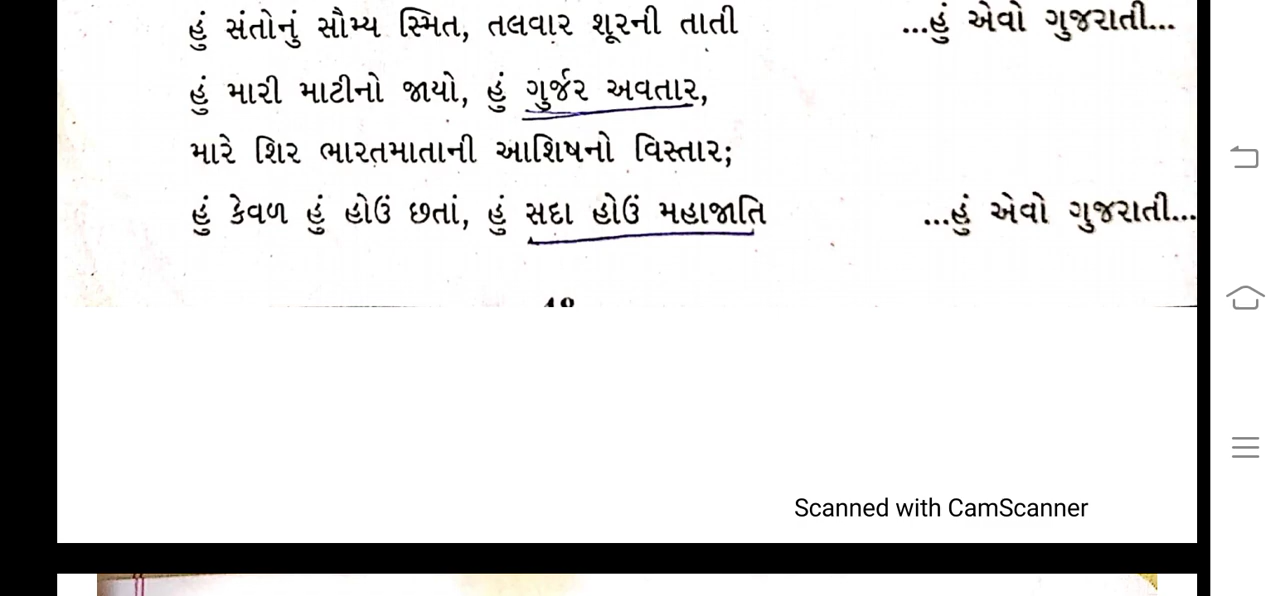 હું સંતોનું સૌમ્ય સ્મિત, તલવાર શૂરની તાતી ...હું એવો ગુજરાતી...
હું મારી માટીનો જાયો, હું ગુર્જર અવતાર,
મારે શિર ભારતમાતાની આશિષનો વિસ્તાર;
હું કેવળ હું હોઉં છતાં, હું સદા હોઉં મહાજાતિ ...હું એવો ગુજરાતી...
Scanned with CamScanner